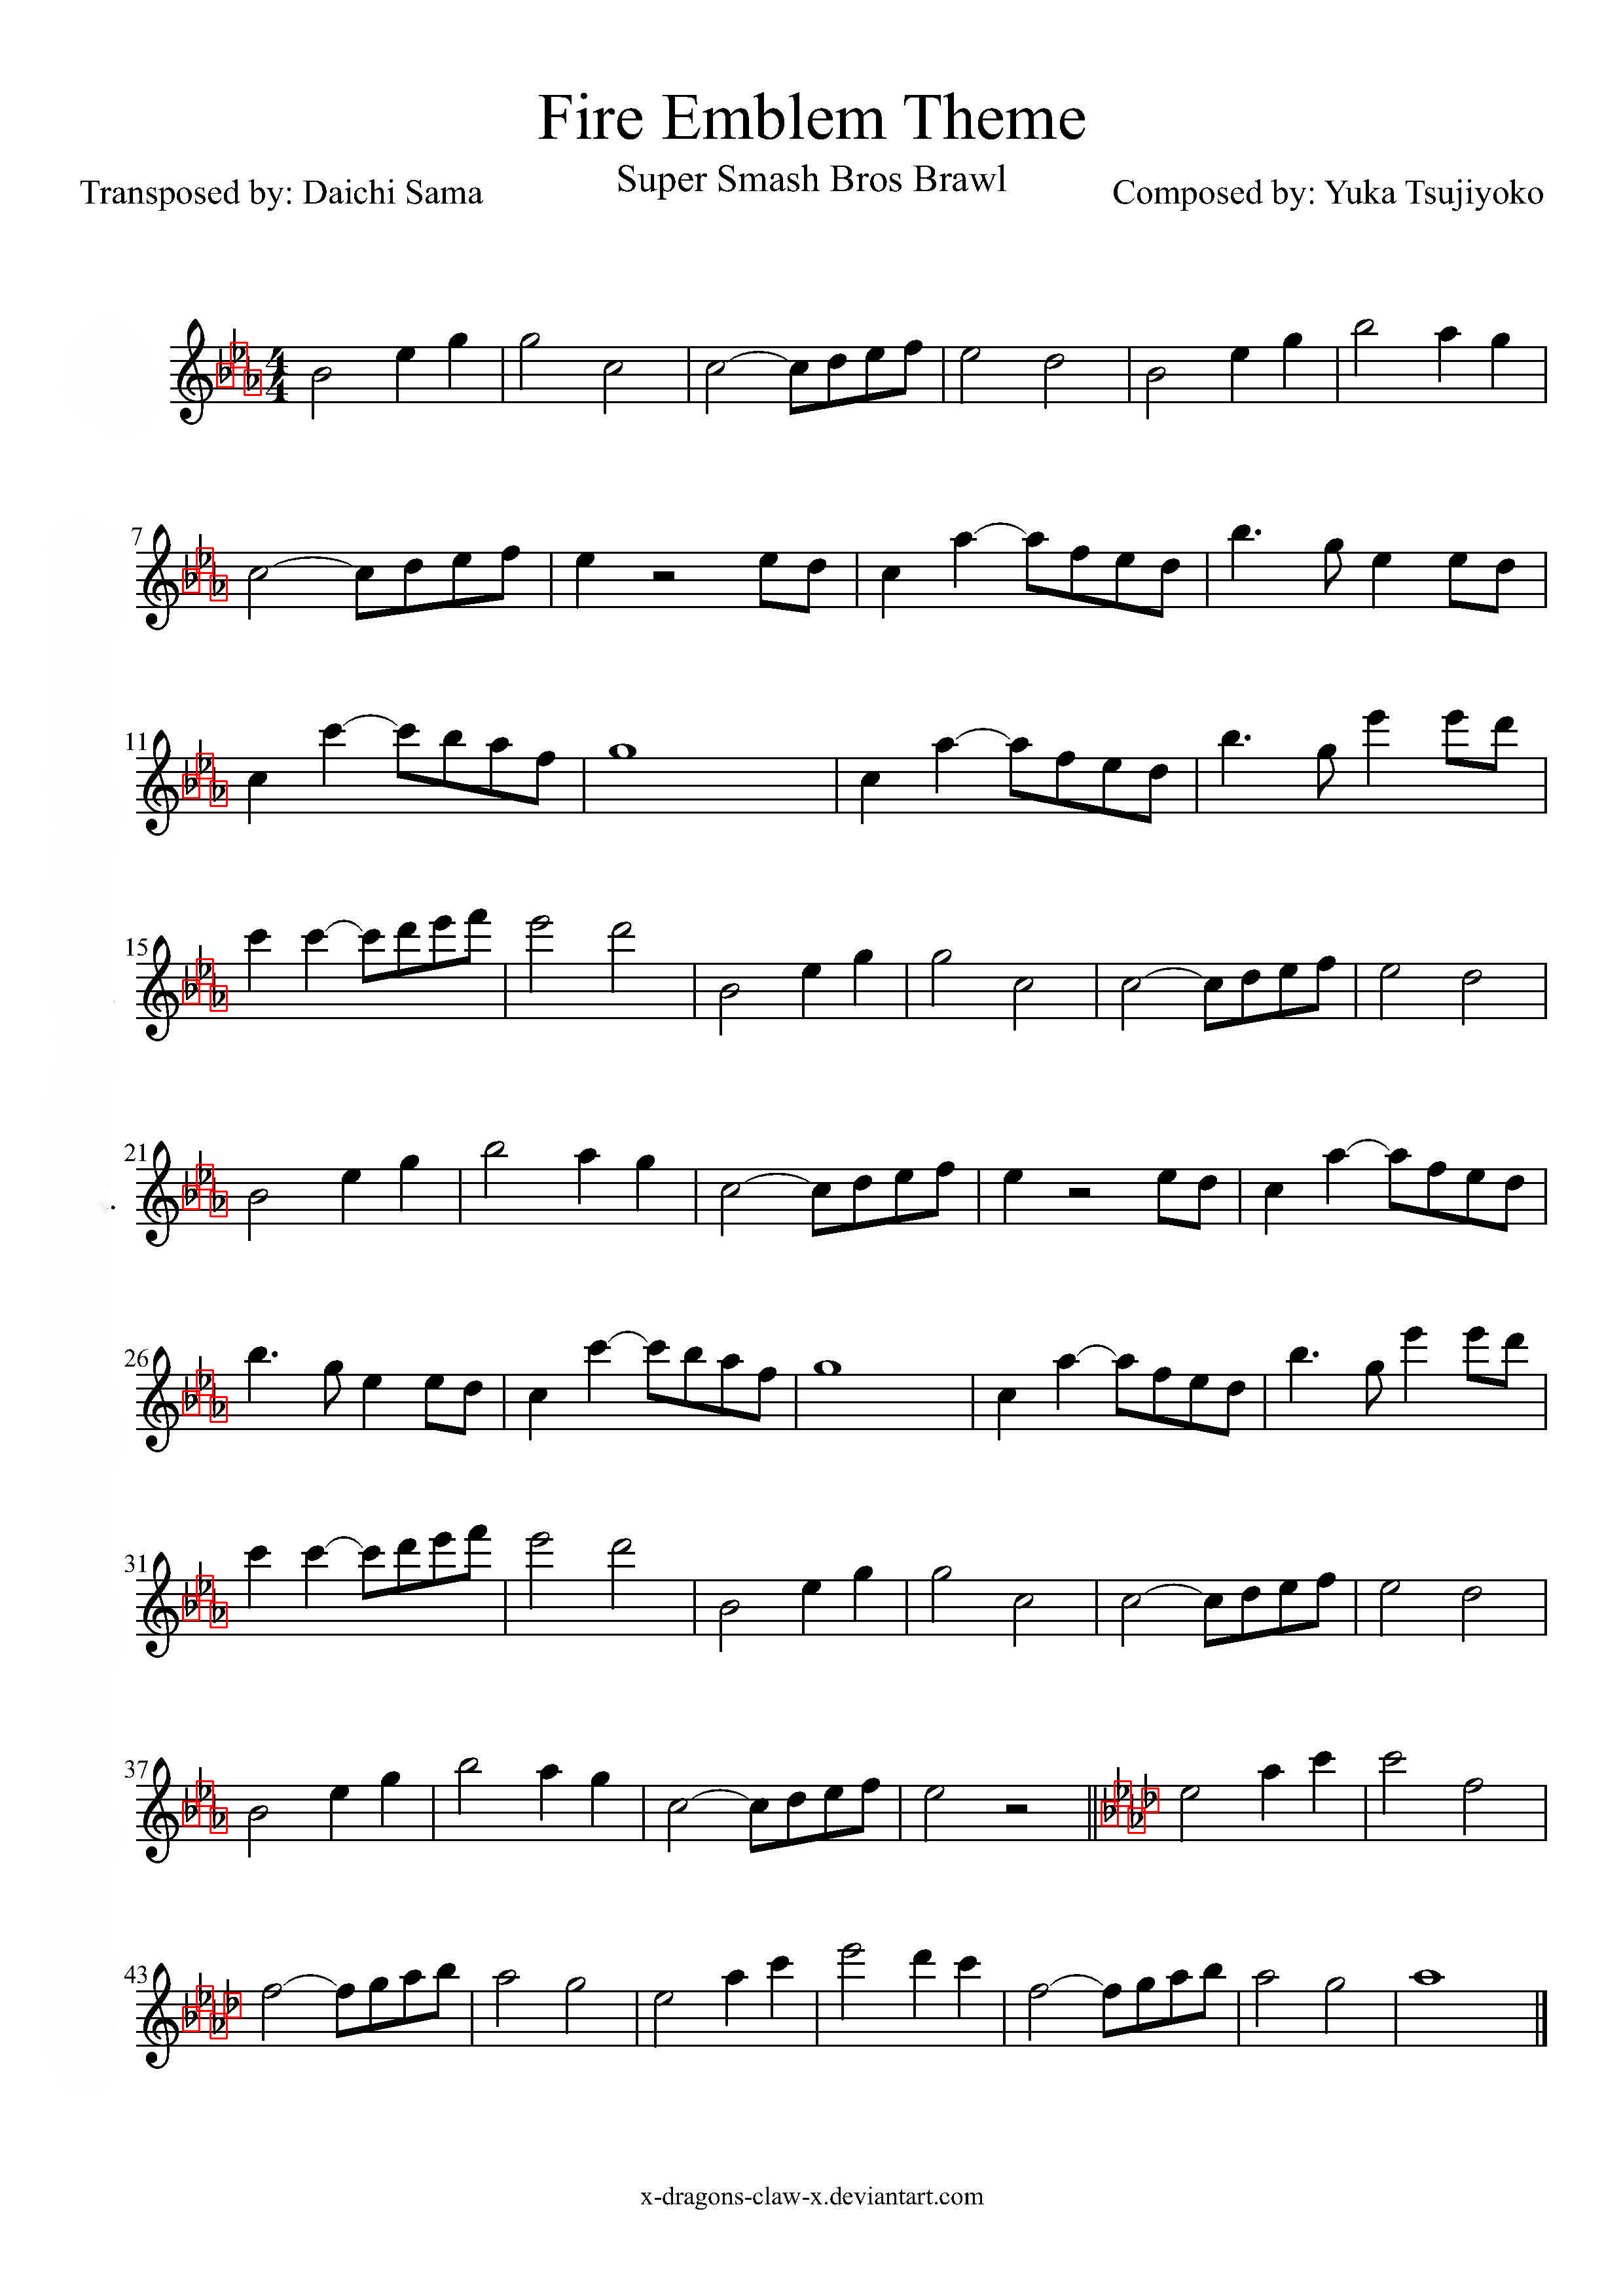 Fire Emblem Theme
Super Smash Bros Brawl
Transposed by: Daichi Sama
Composed by: Yuka Tsujiyoko
4
4
7
11
15
21
26
31
37
43
x-dragons-claw-x.deviantart.com